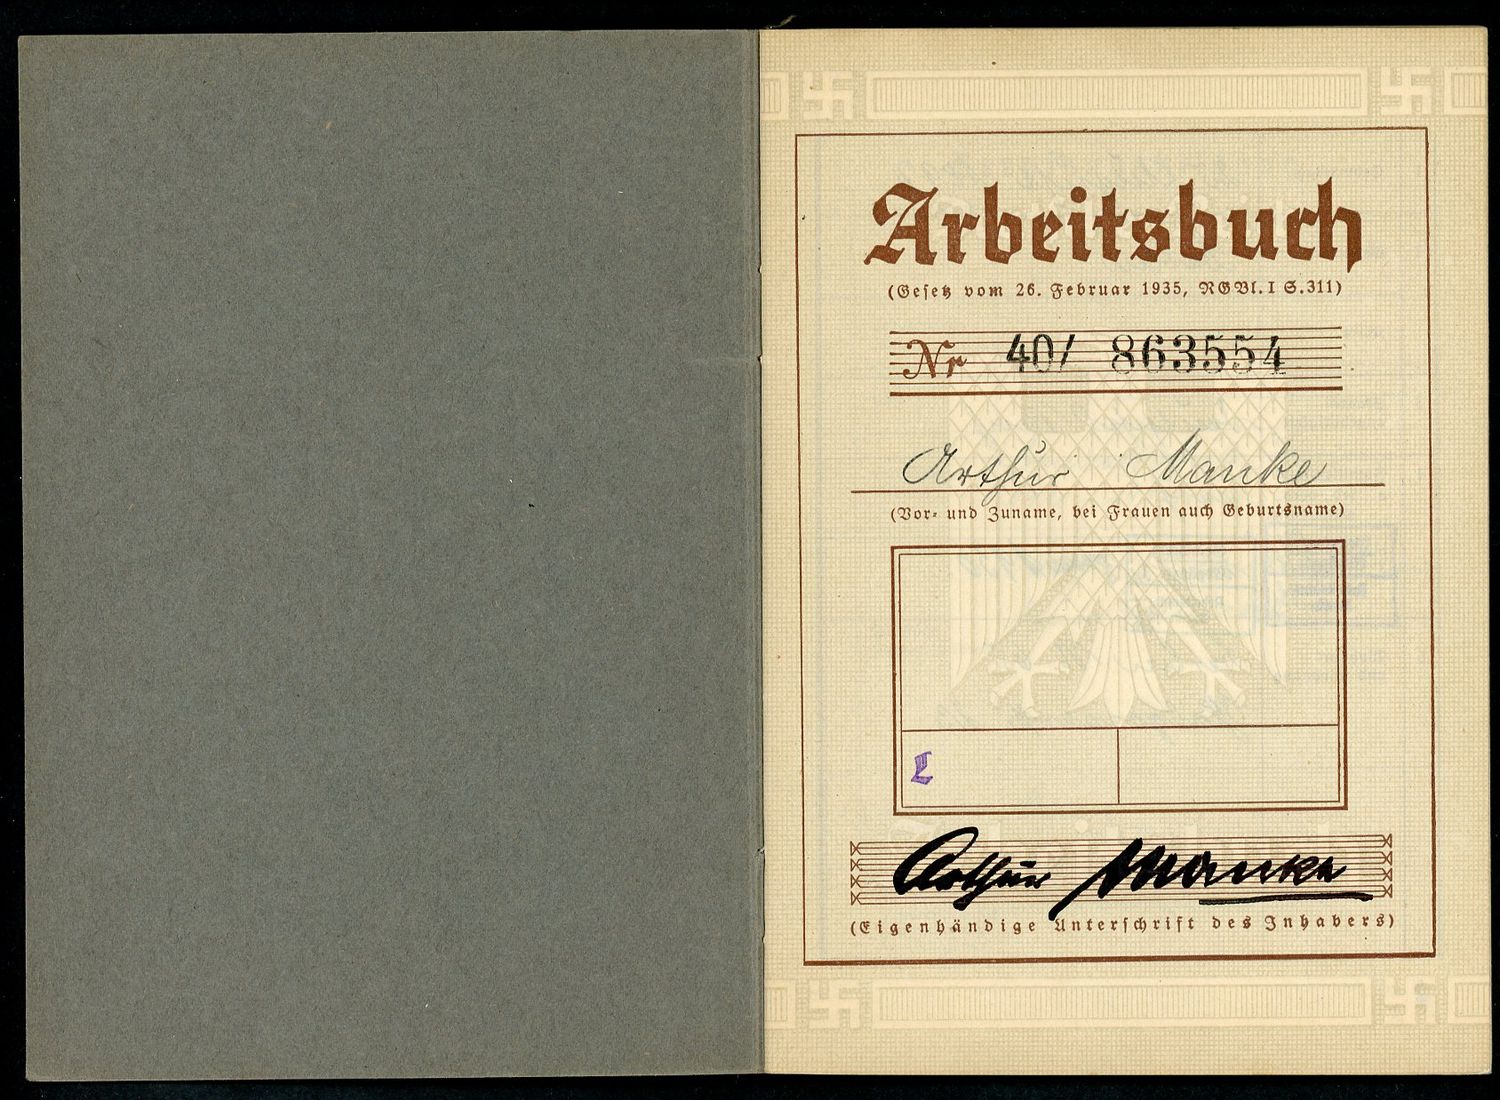 Arbeitsbuch
(Gesetz vom 26. Februar 1935, RGBl. I S. 311)
Nr 40/ 863554
Arthur Manke
(Vor- und Zuname, bei Frauen auch Geburtsname)
L
Arthur Manke
(Eigenhändige Unterschrift des Inhabers)